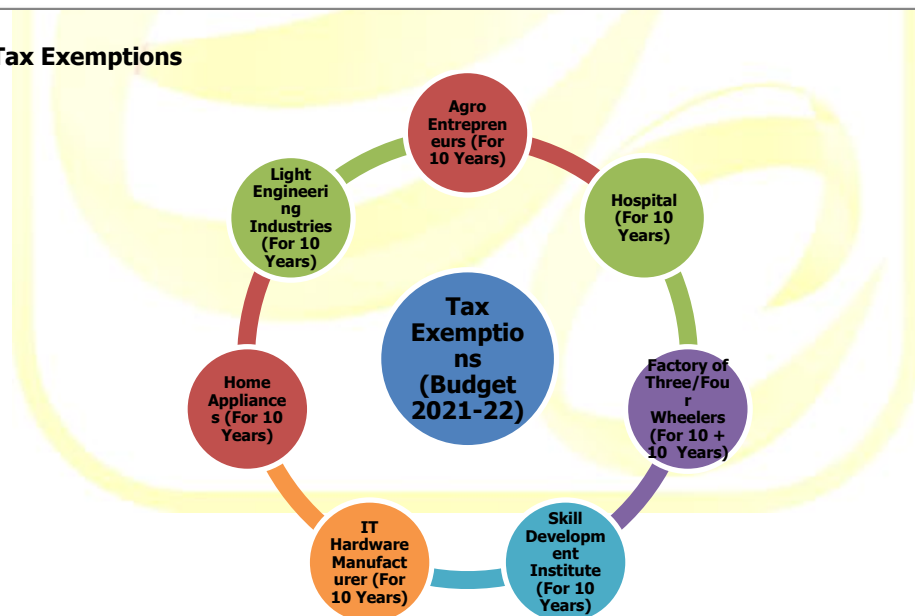 Tax Exemptions
Agro
Entrepren
eurs (For
10 Years)
Hospital
(For 10
Years)
Factory of
Three/Fou
r
Wheelers
(For 10 +
10 Years)
Skill
Developm
ent
Institute
(For 10
Years)
IT
Hardware
Manufact
urer (For
10 Years)
Home
Appliance
s (For 10
Years)
Light
Engineeri
ng
Industries
(For 10
Years)
Tax
Exemptio
ns
(Budget
2021-22)